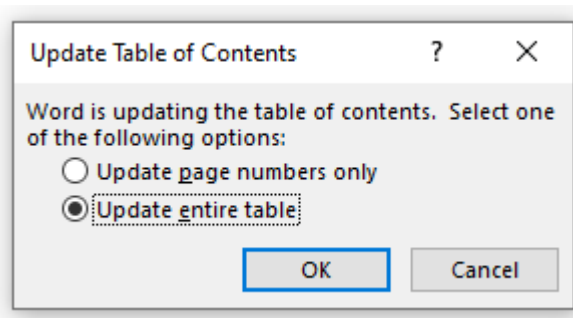 Update Table of Contents ?
Word is updating the table of contents. Select one
of the following options:
Update page numbers only
Update entire table
OK Cancel